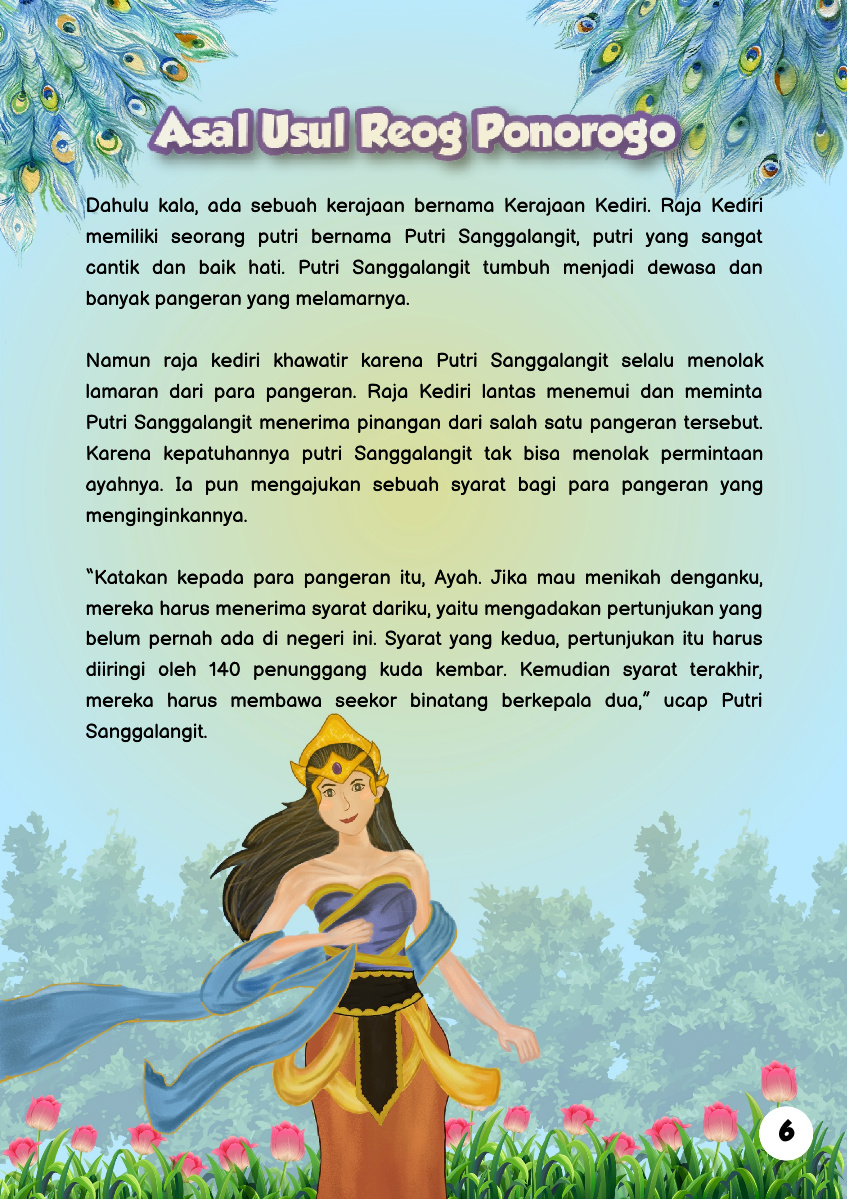 Asal Usul Reog Ponorogo
Dahulu kala, ada sebuah kerajaan bernama Kerajaan Kediri. Raja Kediri
memiliki seorang putri bernama Putri Sanggalangit, putri yang sangat
cantik dan baik hati. Putri Sanggalangit tumbuh menjadi dewasa dan
banyak pangeran yang melamarnya.
Namun raja kediri khawatir karena Putri Sanggalangit selalu menolak
lamaran dari para pangeran. Raja Kediri lantas menemui dan meminta
Putri Sanggalangit menerima pinangan dari salah satu pangeran tersebut.
Karena kepatuhannya putri Sanggalangit tak bisa menolak permintaan
ayahnya. Ia pun mengajukan sebuah syarat bagi para pangeran yang
menginginkannya.
“Katakan kepada para pangeran itu, Ayah. Jika mau menikah denganku,
mereka harus menerima syarat dariku, yaitu mengadakan pertunjukan yang
belum pernah ada di negeri ini. Syarat yang kedua, pertunjukan itu harus
diiringi oleh 140 penunggang kuda kembar. Kemudian syarat terakhir,
mereka harus membawa seekor binatang berkepala dua,” ucap Putri
Sanggalangit.
6